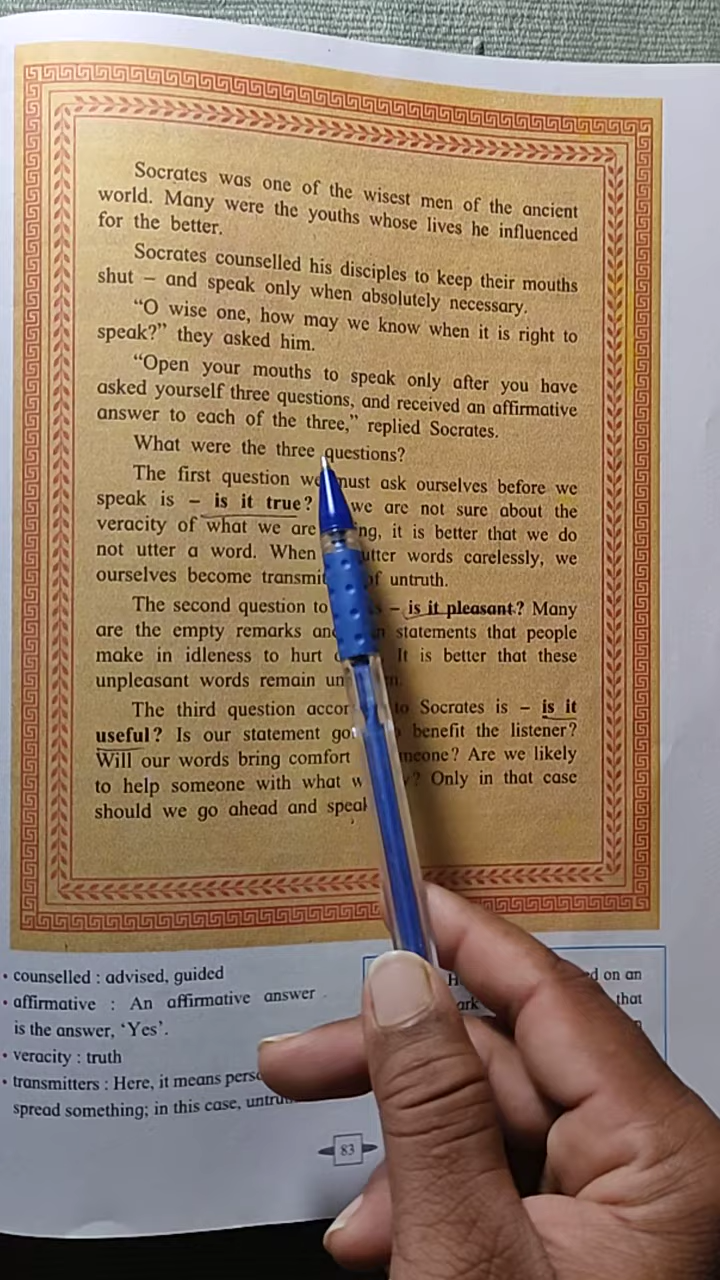 Socrates was one of the wisest men of the ancient
world. Many were the youths whose lives he influenced
for the better.
Socrates counselled his disciples to keep their mouths
shut – and speak only when absolutely necessary.
“O wise one, how may we know when it is right to
speak?” they asked him.
“Open your mouths to speak only after you have
asked yourself three questions, and received an affirmative
answer to each of the three,” replied Socrates.
What were the three questions?
The first question we must ask ourselves before we
speak is – is it true? we are not sure about the
veracity of what we are it is better that we do
not utter a word. When utter words carelessly, we
ourselves become of untruth.
The second question to – is it pleasant? Many
are the empty remarks statements that people
make in idleness to hurt It is better that these
unpleasant words remain
The third question to Socrates is – is it
useful? Is our statement benefit the listener?
Will our words bring comfort Are we likely
to help someone with what Only in that case
should we go ahead and
• counselled : advised, guided
• affirmative : An affirmative answer
is the answer, ‘Yes’.
• veracity : truth
• transmitters : Here, it means
spread something; in this case,
on an
that
83